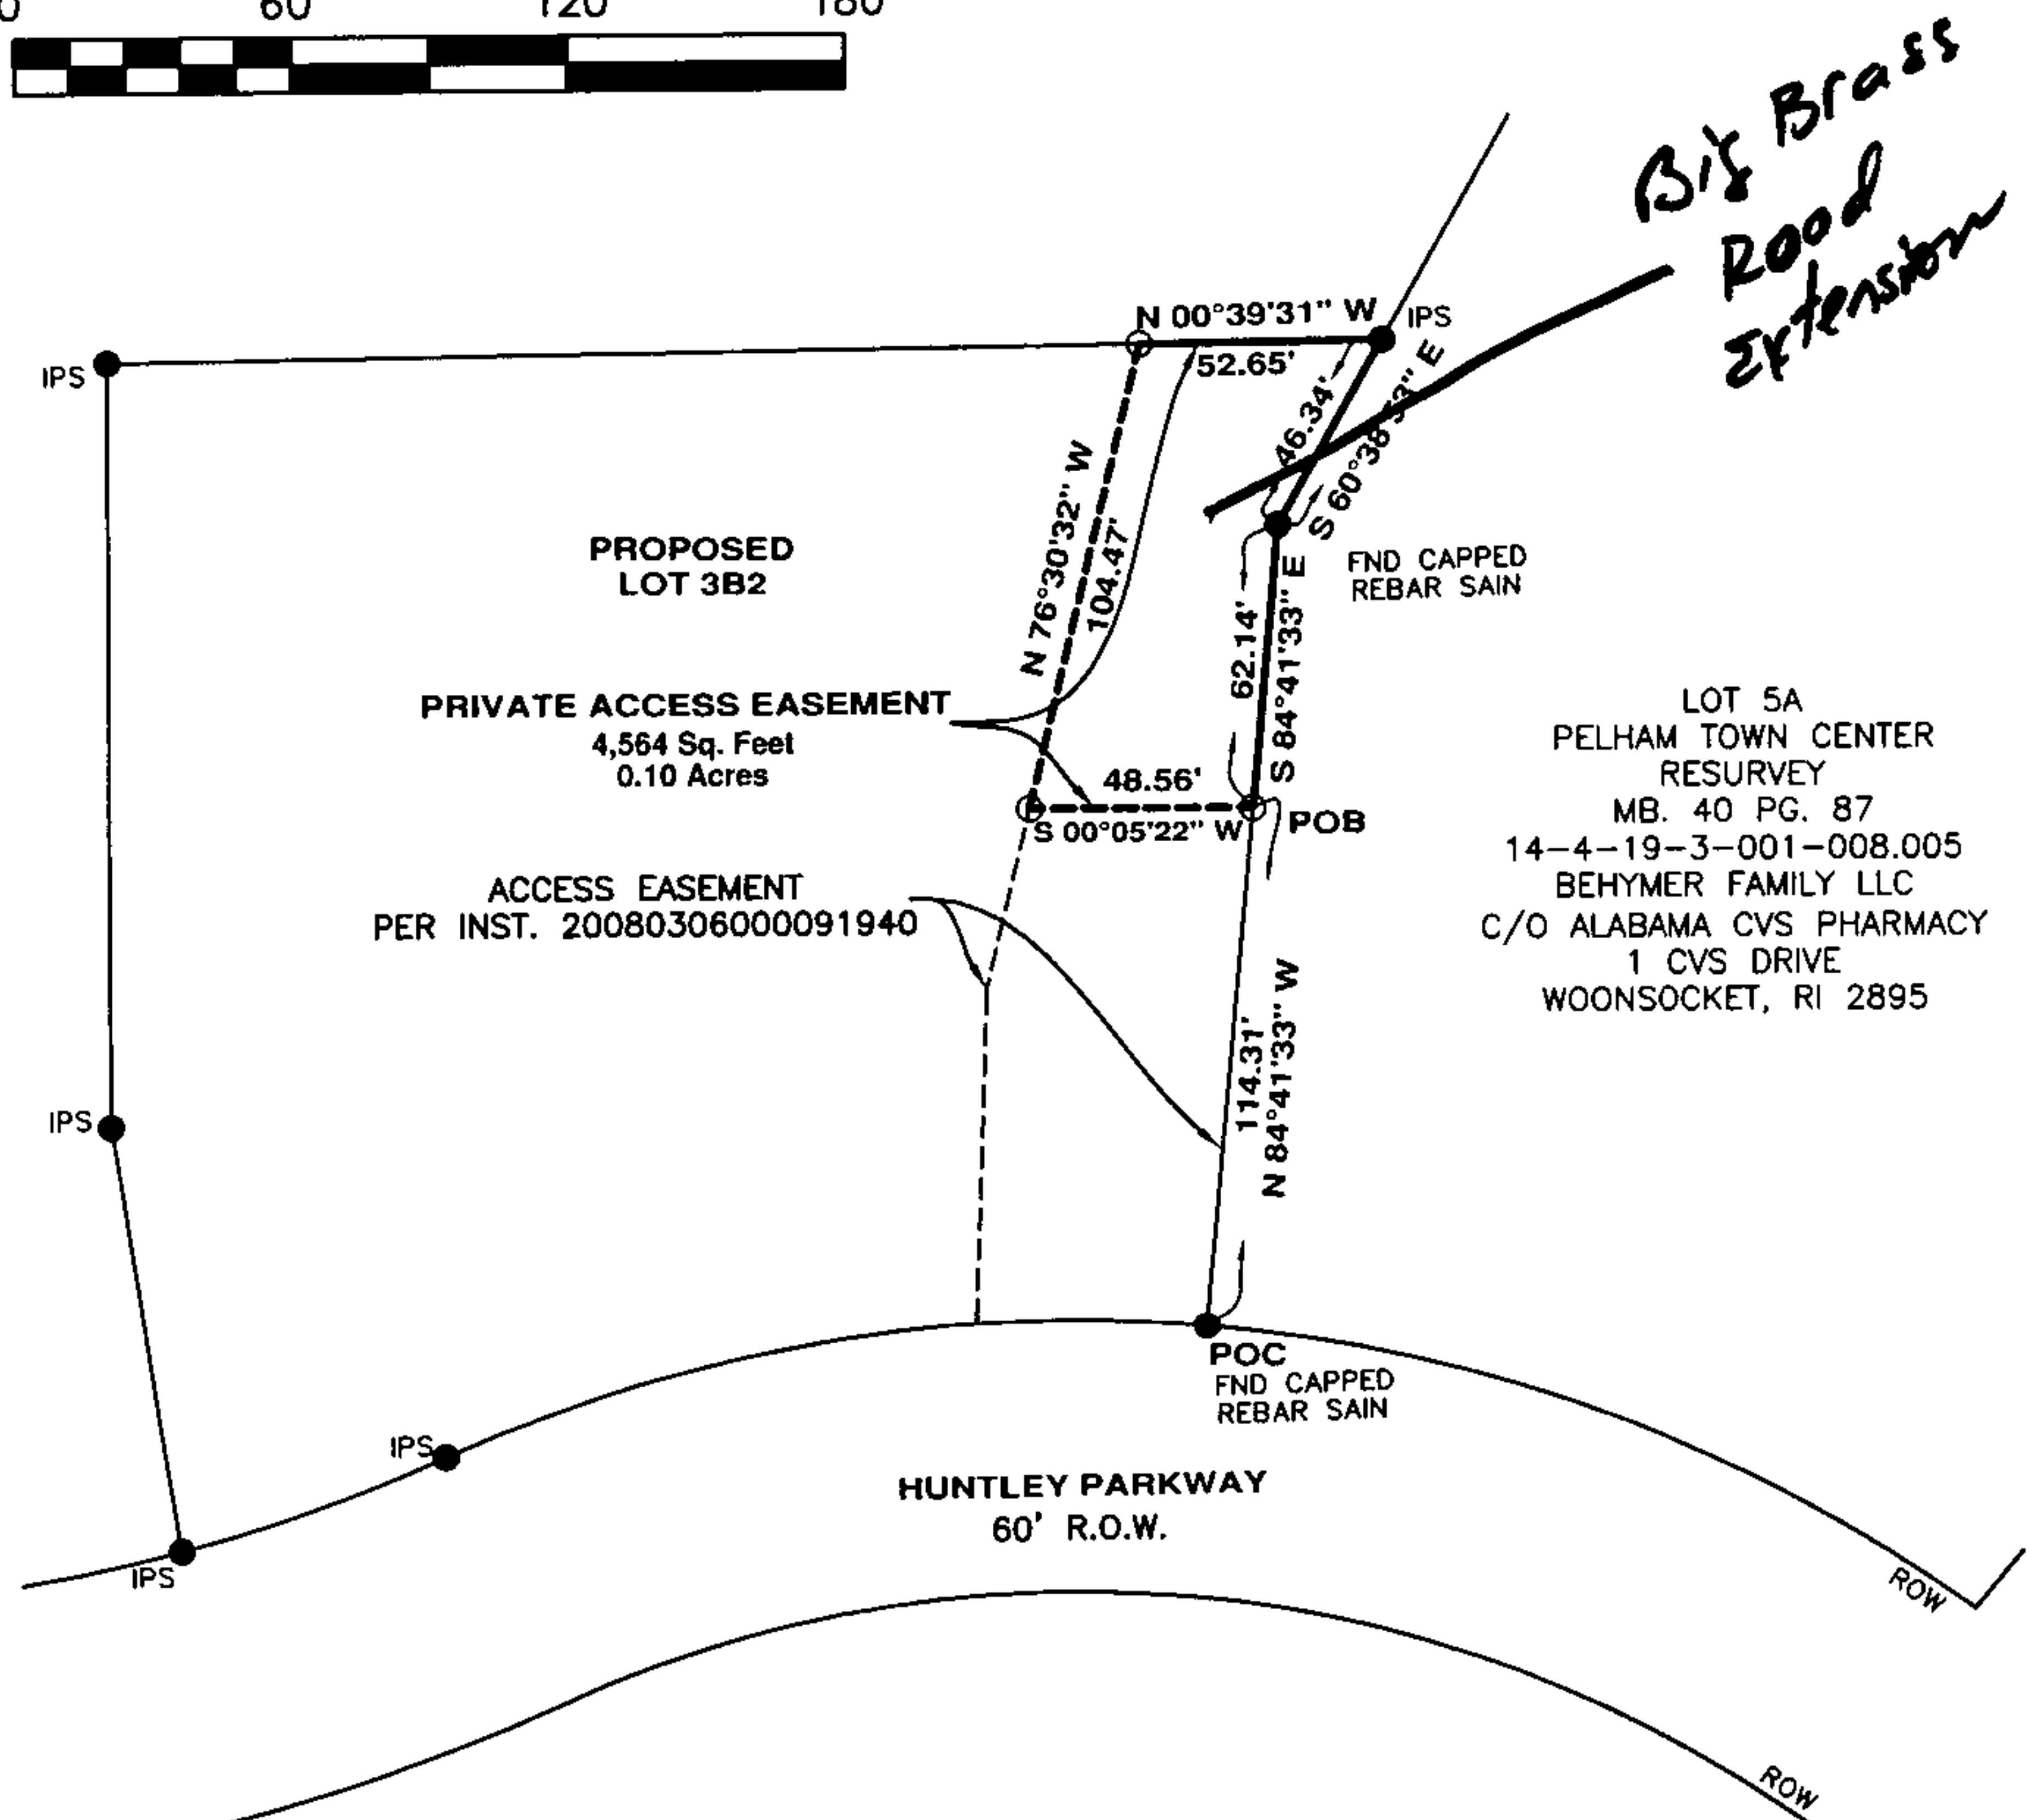 60 120 180
Big Brass
Road
Extension
N 00°39'31" W
IPS
52.65'
IPS
46.34'
S 60°38'53" E
N 76°30'32" W
104.47'
PROPOSED
LOT 3B2
FND CAPPED
REBAR SAIN
62.14'
S 84°41'33" E
PRIVATE ACCESS EASEMENT
4,564 Sq. Feet
0.10 Acres
48.56'
S 00°05'22" W
POB
LOT 5A
PELHAM TOWN CENTER
RESURVEY
MB. 40 PG. 87
14-4-19-3-001-008.005
BEHYMER FAMILY LLC
C/O ALABAMA CVS PHARMACY
1 CVS DRIVE
WOONSOCKET, RI 2895
ACCESS EASEMENT
PER INST. 20080306000091940
114.31'
N 84°41'33" W
IPS
POC
FND CAPPED
REBAR SAIN
IPS
HUNTLEY PARKWAY
60' R.O.W.
IPS
ROW
ROW